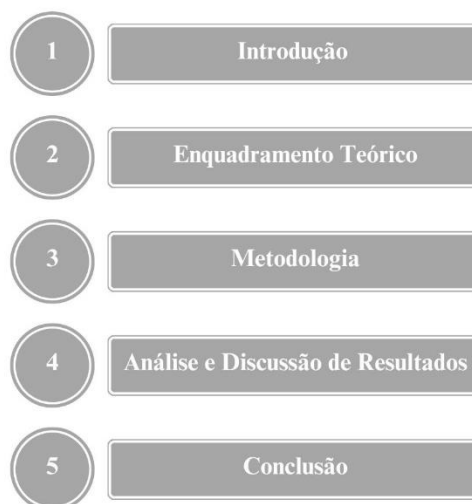 1 Introdução
2 Enquadramento Teórico
3 Metodologia
4 Análise e Discussão de Resultados
5 Conclusão